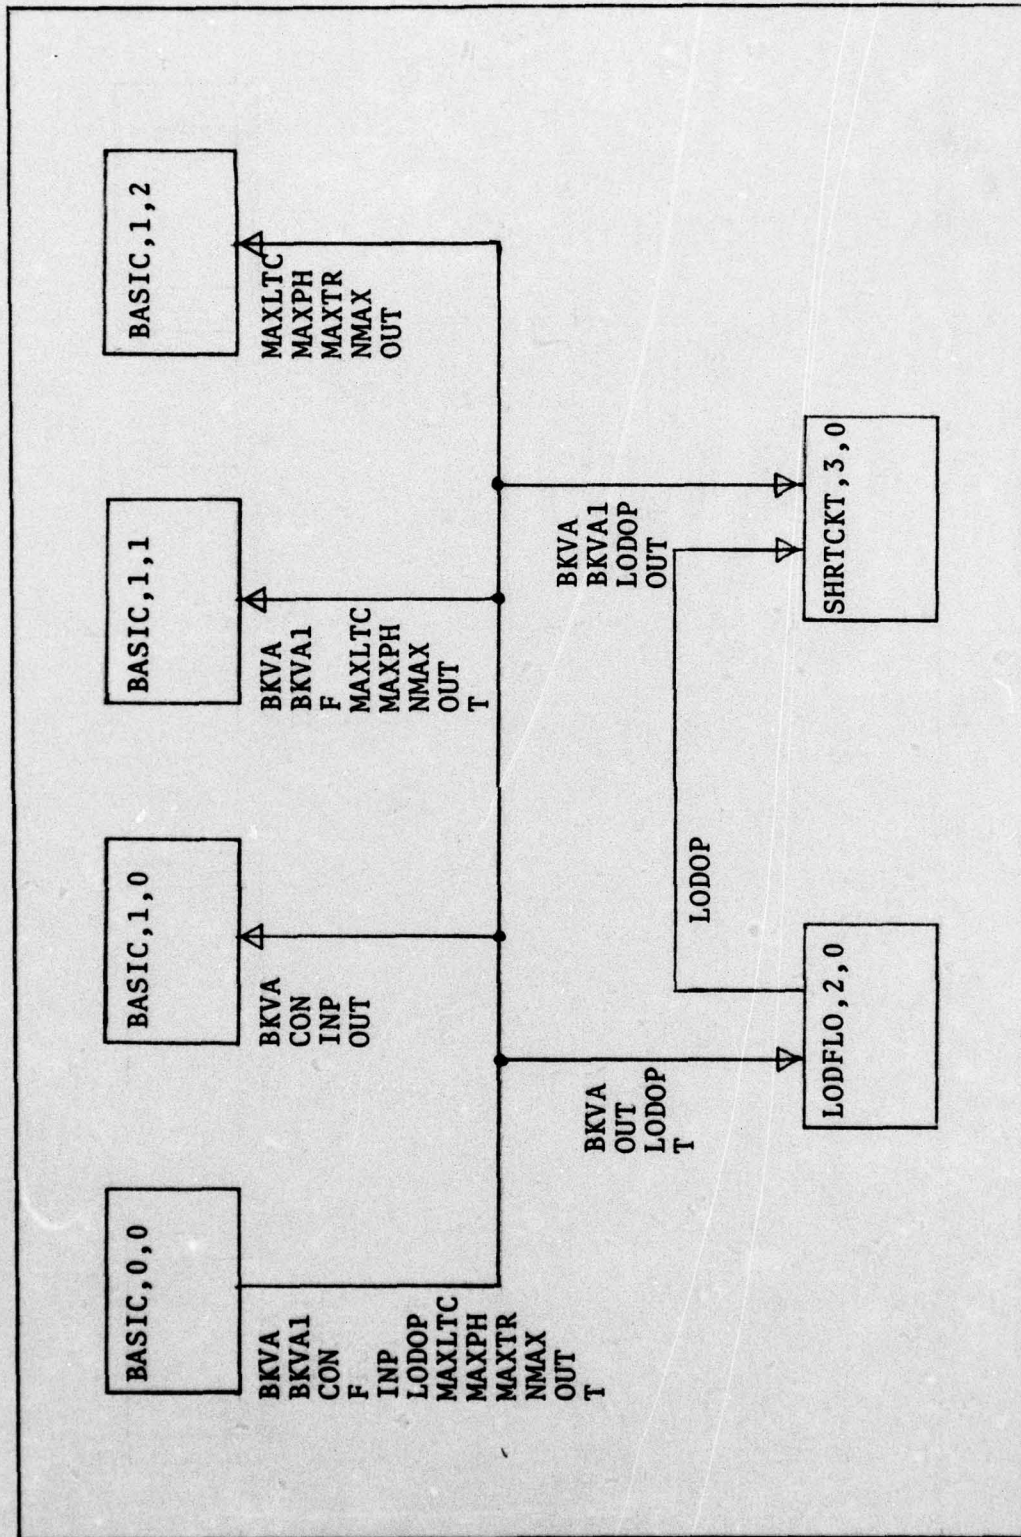 BASIC,0,0
BKVA
BKVA1
CON
F
INP
LODOP
MAXLTC
MAXPH
MAXTR
NMAX
OUT
T
BASIC,1,0
BKVA
CON
INP
OUT
BASIC,1,1
BKVA
BKVA1
F
MAXLTC
MAXPH
NMAX
OUT
T
BASIC,1,2
MAXLTC
MAXPH
MAXTR
NMAX
OUT
BKVA
OUT
LODOP
T
LODFLO,2,0
LODOP
BKVA
BKVA1
LODOP
OUT
SHRTCKT,3,0